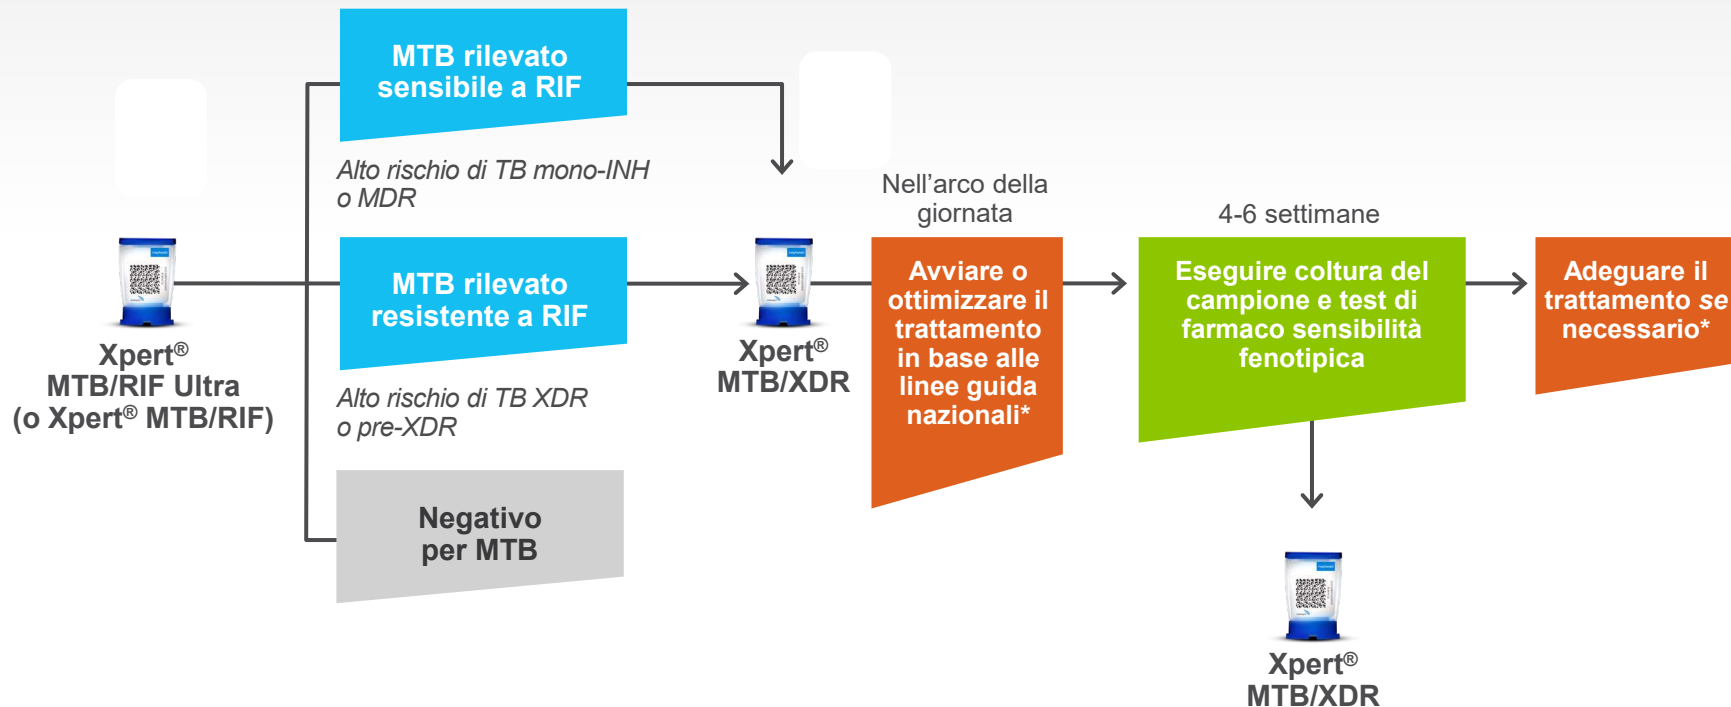 MTB rilevato
sensibile a RIF
Alto rischio di TB mono-INH
o MDR
Xpert®
MTB/RIF Ultra
(o Xpert® MTB/RIF)
MTB rilevato
resistente a RIF
Alto rischio di TB XDR
o pre-XDR
Negativo
per MTB
Xpert®
MTB/XDR
Nell’arco della
giornata
Avviare o
ottimizzare il
trattamento
in base alle
linee guida
nazionali*
4-6 settimane
Eseguire coltura del
campione e test di
farmaco sensibilità
fenotipica
Adeguare il
trattamento se
necessario*
Xpert®
MTB/XDR